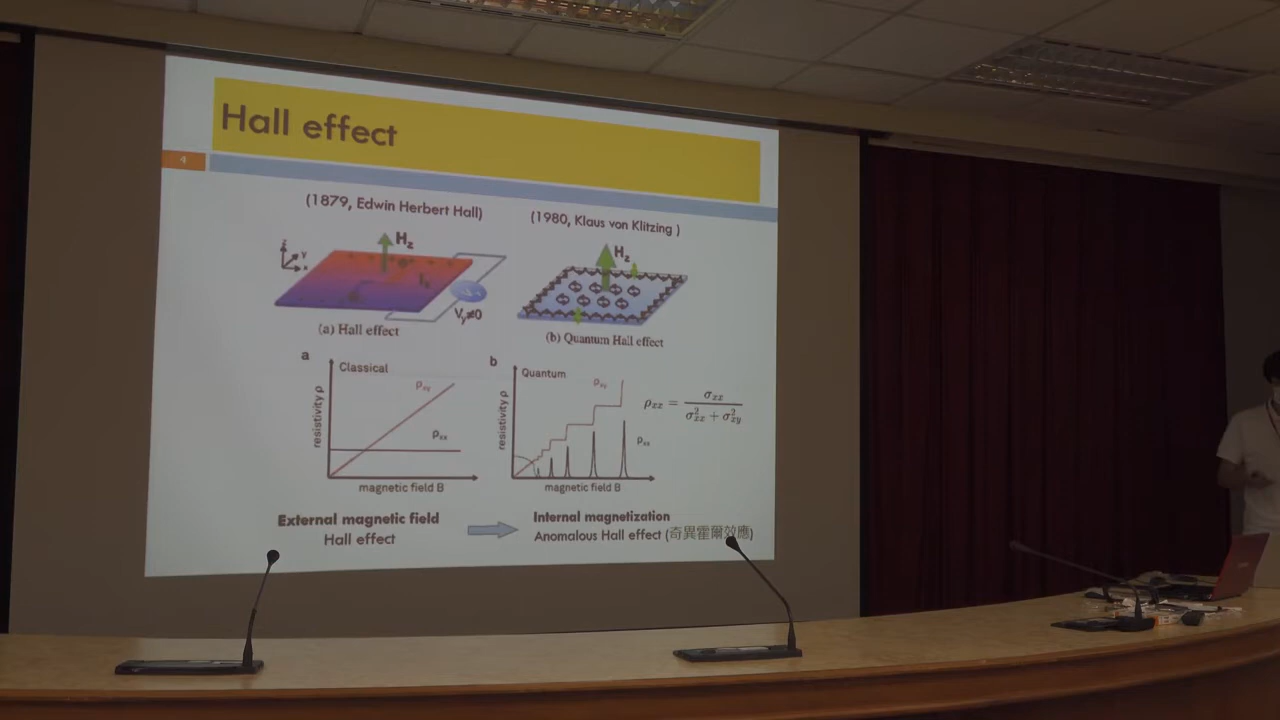 Hall effect
4
(1879, Edwin Herbert Hall)
(1980, Klaus von Klitzing )
Hz
z
y
x
Vy≠0
(a) Hall effect
Hz
(b) Quantum Hall effect
a
Classical
ρxy
ρxx
resistivity ρ
magnetic field B
b
Quantum
ρxy
ρxx
resistivity ρ
magnetic field B
ρxx = σxx / (σ²xx + σ²xy)
External magnetic field
Hall effect
Internal magnetization
Anomalous Hall effect (奇異霍爾效應)